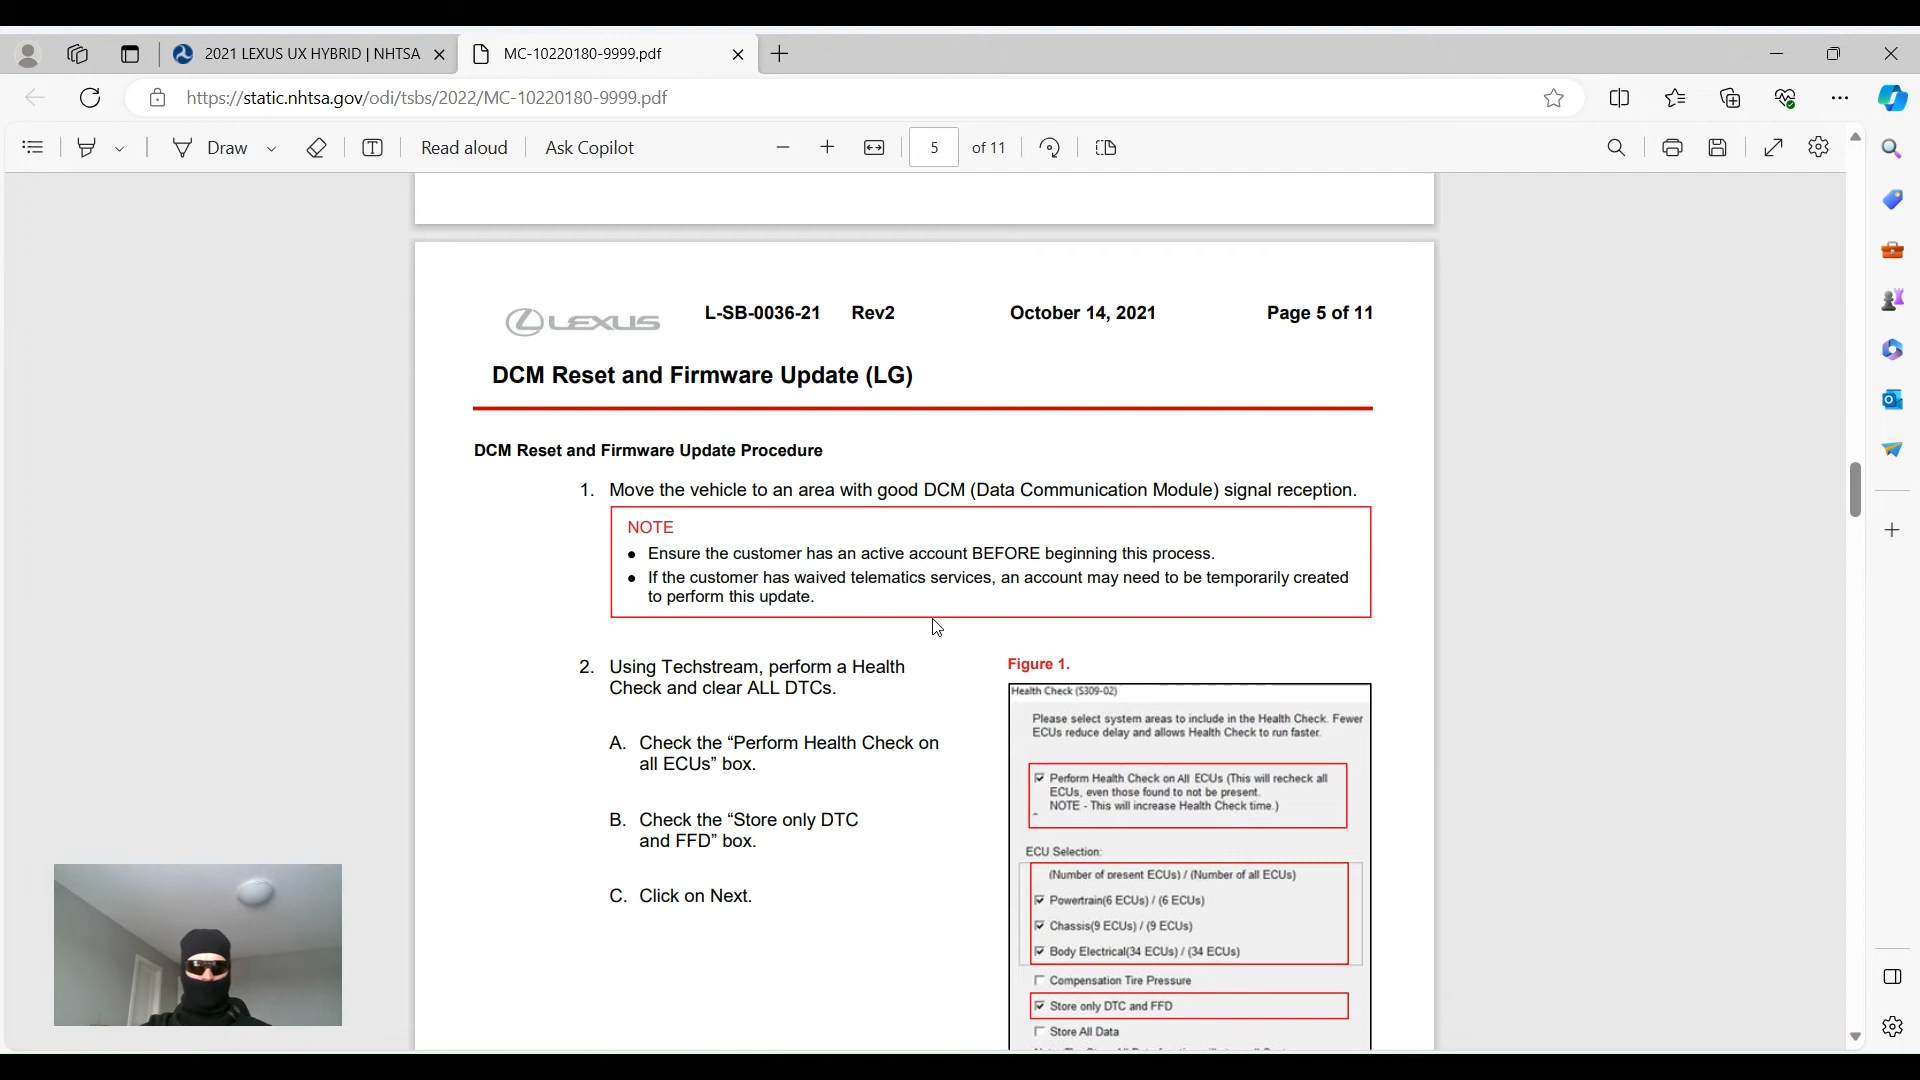 2021 LEXUS UX HYBRID | NHTSA
MC-10220180-9999.pdf
https://static.nhtsa.gov/odi/tsbs/2022/MC-10220180-9999.pdf
Draw
Read aloud
Ask Copilot
5 of 11
LEXUS L-SB-0036-21 Rev2 October 14, 2021 Page 5 of 11
DCM Reset and Firmware Update (LG)
DCM Reset and Firmware Update Procedure
1. Move the vehicle to an area with good DCM (Data Communication Module) signal reception.
NOTE
● Ensure the customer has an active account BEFORE beginning this process.
● If the customer has waived telematics services, an account may need to be temporarily created
to perform this update.
2. Using Techstream, perform a Health
Check and clear ALL DTCs.
A. Check the “Perform Health Check on
all ECUs” box.
B. Check the “Store only DTC
and FFD” box.
C. Click on Next.
Figure 1.
Health Check (S309-02)
Please select system areas to include in the Health Check. Fewer
ECUs reduce delay and allows Health Check to run faster.
Perform Health Check on All ECUs (This will recheck all
ECUs, even those found to not be present.
NOTE - This will increase Health Check time.)
ECU Selection:
(Number of present ECUs) / (Number of all ECUs)
Powertrain(6 ECUs) / (6 ECUs)
Chassis(9 ECUs) / (9 ECUs)
Body Electrical(34 ECUs) / (34 ECUs)
Compensation Tire Pressure
Store only DTC and FFD
Store All Data